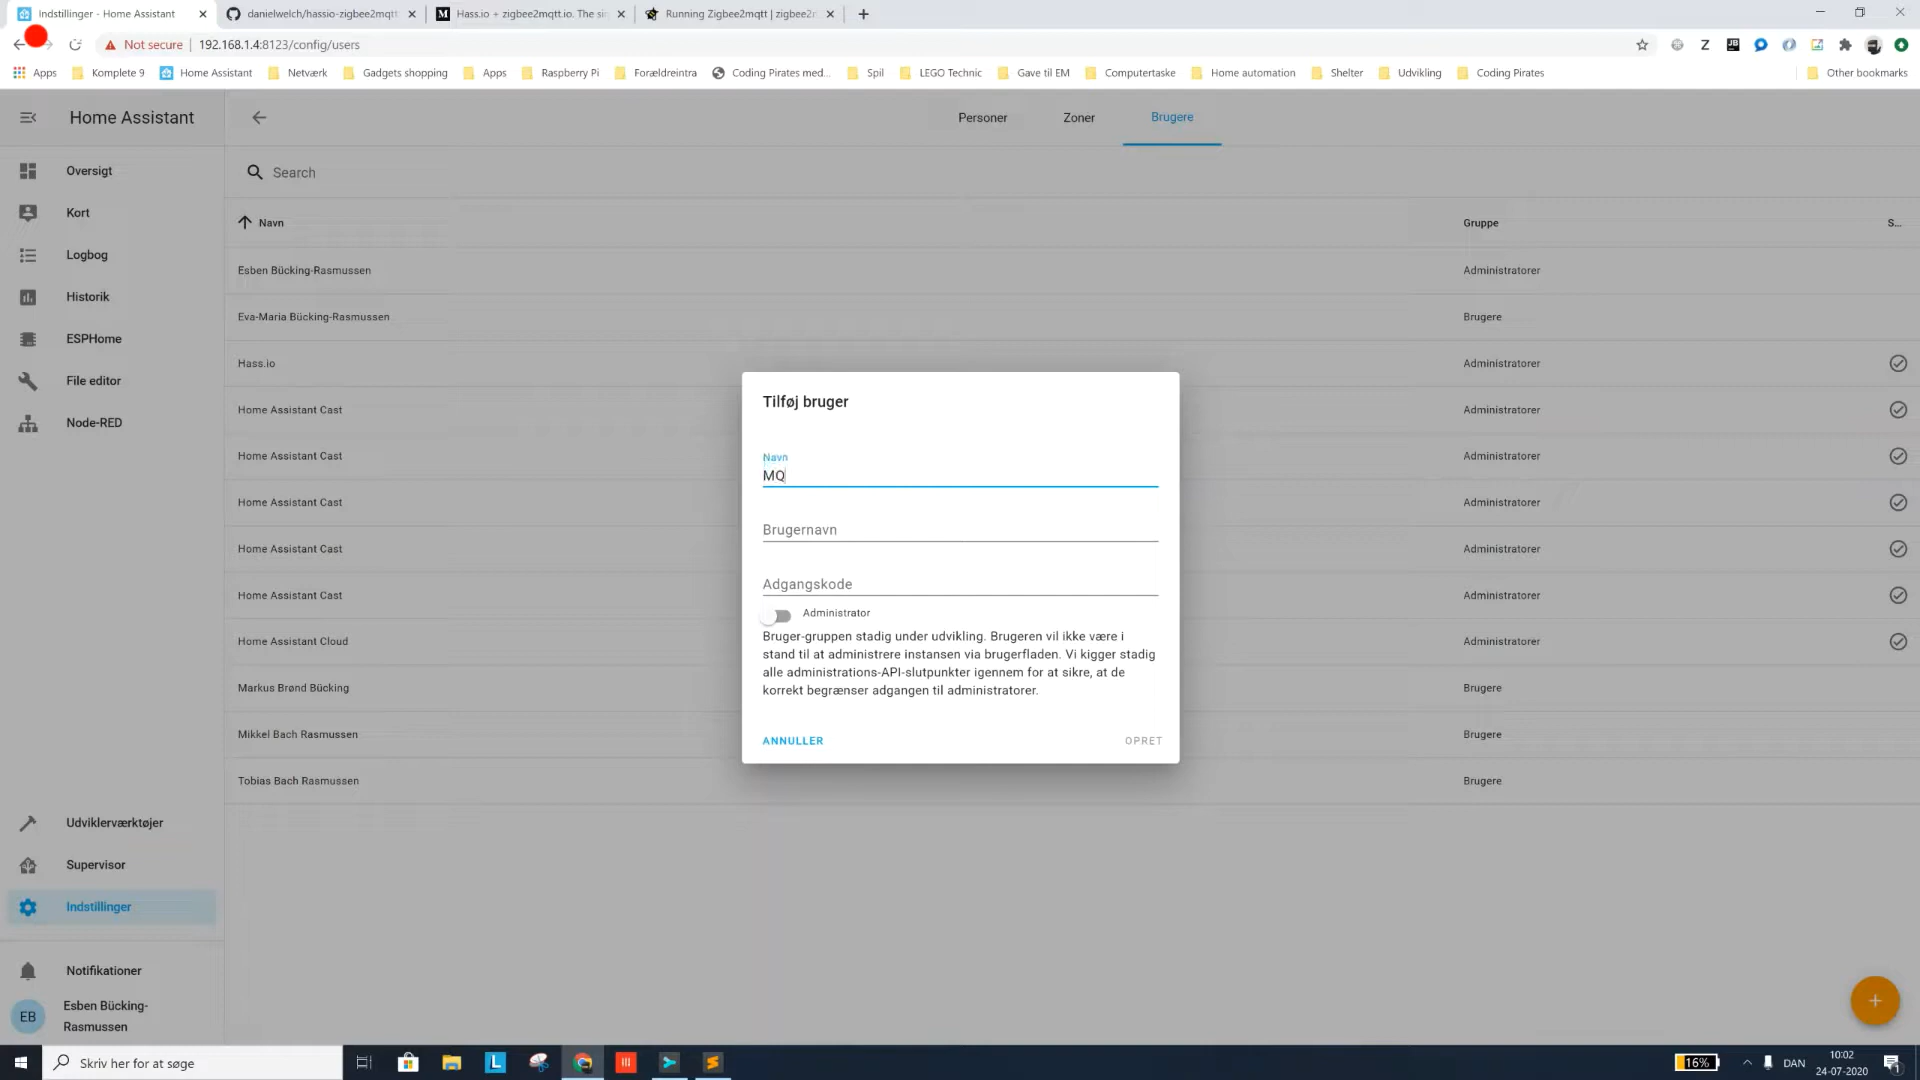 Indstillinger - Home Assistant
danielwelch/hassio-zigbee2mqtt
Hass.io + zigbee2mqtt.io. The sim
Running Zigbee2mqtt | zigbee2m
Not secure
192.168.1.4:8123/config/users
Apps
Komplete 9
Home Assistant
Netværk
Gadgets shopping
Apps
Raspberry Pi
Forældreintra
Coding Pirates med...
Spil
LEGO Technic
Gave til EM
Computertaske
Home automation
Shelter
Udvikling
Coding Pirates
Other bookmarks
Home Assistant
Personer
Zoner
Brugere
Oversigt
Kort
Logbog
Historik
ESPHome
File editor
Node-RED
Udviklerværktøjer
Supervisor
Indstillinger
Notifikationer
EB
Esben Bücking-
Rasmussen
Search
Navn
Gruppe
S...
Esben Bücking-Rasmussen
Administratorer
Eva-Maria Bücking-Rasmussen
Brugere
Hass.io
Administratorer
Home Assistant Cast
Administratorer
Home Assistant Cast
Administratorer
Home Assistant Cast
Administratorer
Home Assistant Cast
Administratorer
Home Assistant Cast
Administratorer
Home Assistant Cloud
Administratorer
Markus Brønd Bücking
Brugere
Mikkel Bach Rasmussen
Brugere
Tobias Bach Rasmussen
Brugere
Tilføj bruger
Navn
MQ
Brugernavn
Adgangskode
Administrator
Bruger-gruppen stadig under udvikling. Brugeren vil ikke være i
stand til at administrere instansen via brugerfladen. Vi kigger stadig
alle administrations-API-slutpunkter igennem for at sikre, at de
korrekt begrænser adgangen til administratorer.
ANNULLER
OPRET
Skriv her for at søge
16%
DAN
10:02
24-07-2020